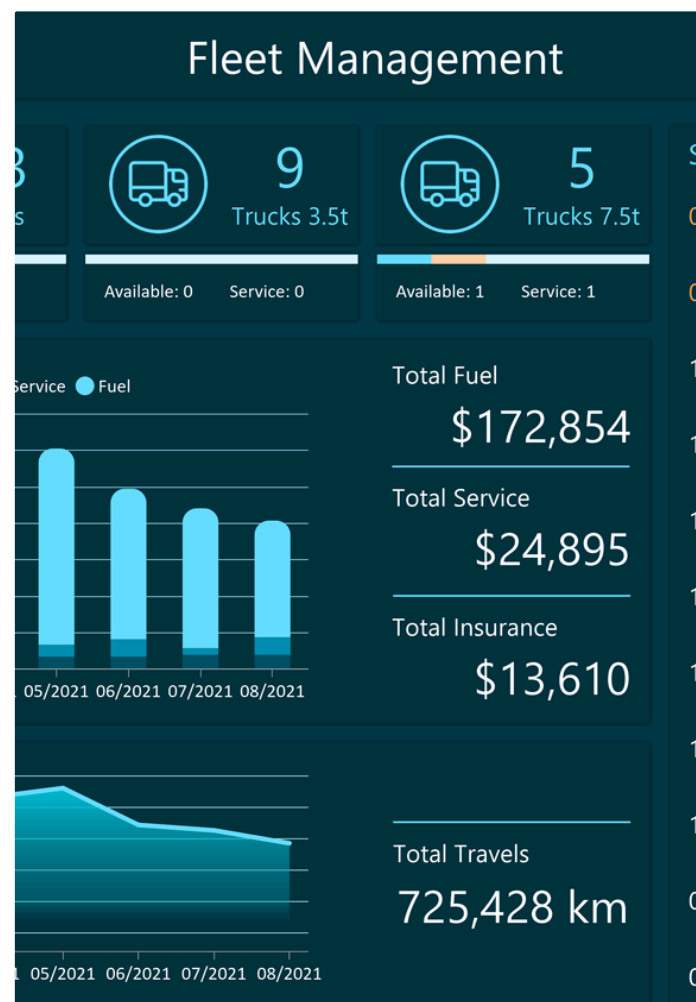 Fleet Management
9
Trucks 3.5t
Available: 0 Service: 0
5
Trucks 7.5t
Available: 1 Service: 1
Service Fuel
05/2021 06/2021 07/2021 08/2021
Total Fuel
$172,854
Total Service
$24,895
Total Insurance
$13,610
05/2021 06/2021 07/2021 08/2021
Total Travels
725,428 km